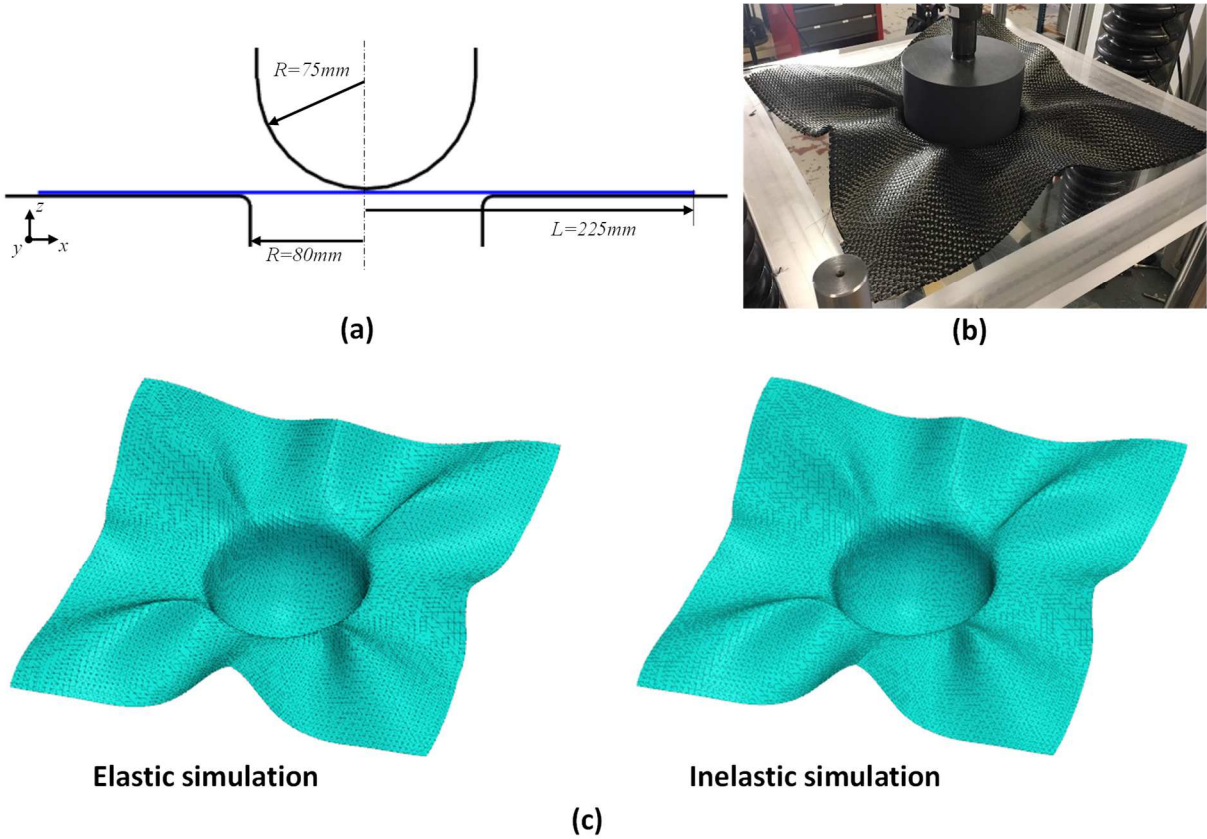 R=75mm
z
y
x
R=80mm
L=225mm
(a)
(b)
Elastic simulation
Inelastic simulation
(c)